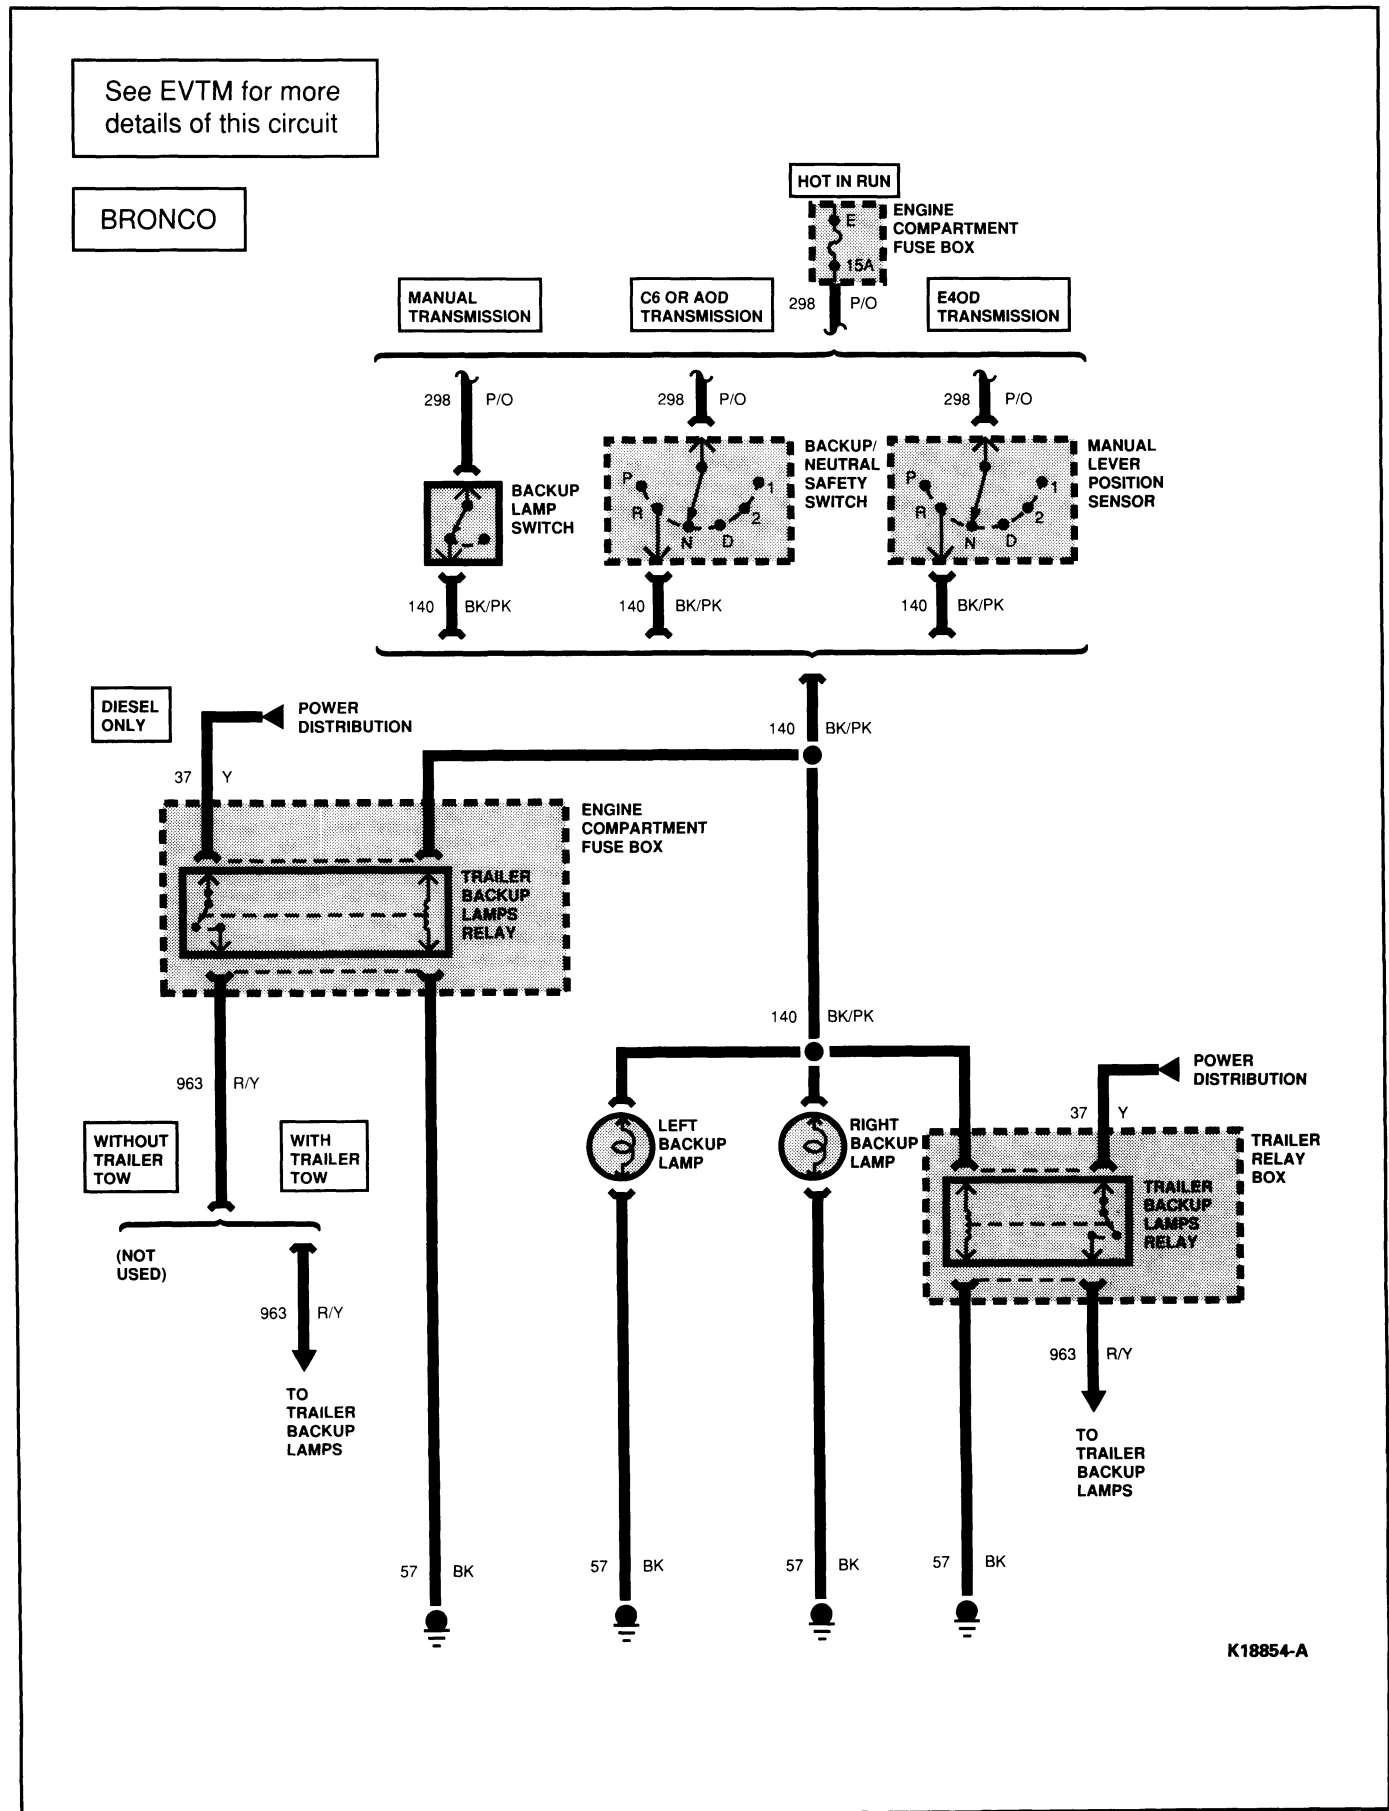 See EVTM for more
details of this circuit
BRONCO
HOT IN RUN
E
15A
ENGINE
COMPARTMENT
FUSE BOX
298 P/O
MANUAL
TRANSMISSION
C6 OR AOD
TRANSMISSION
E4OD
TRANSMISSION
298 P/O
298 P/O
298 P/O
BACKUP
LAMP
SWITCH
P
R
N
D
2
1
BACKUP/
NEUTRAL
SAFETY
SWITCH
P
R
N
D
2
1
MANUAL
LEVER
POSITION
SENSOR
140 BK/PK
140 BK/PK
140 BK/PK
DIESEL
ONLY
POWER
DISTRIBUTION
140 BK/PK
37 Y
ENGINE
COMPARTMENT
FUSE BOX
TRAILER
BACKUP
LAMPS
RELAY
140 BK/PK
963 R/Y
POWER
DISTRIBUTION
37 Y
WITHOUT
TRAILER
TOW
WITH
TRAILER
TOW
LEFT
BACKUP
LAMP
RIGHT
BACKUP
LAMP
TRAILER
RELAY
BOX
TRAILER
BACKUP
LAMPS
RELAY
(NOT
USED)
963 R/Y
TO
TRAILER
BACKUP
LAMPS
963 R/Y
TO
TRAILER
BACKUP
LAMPS
57 BK
57 BK
57 BK
57 BK
K18854-A